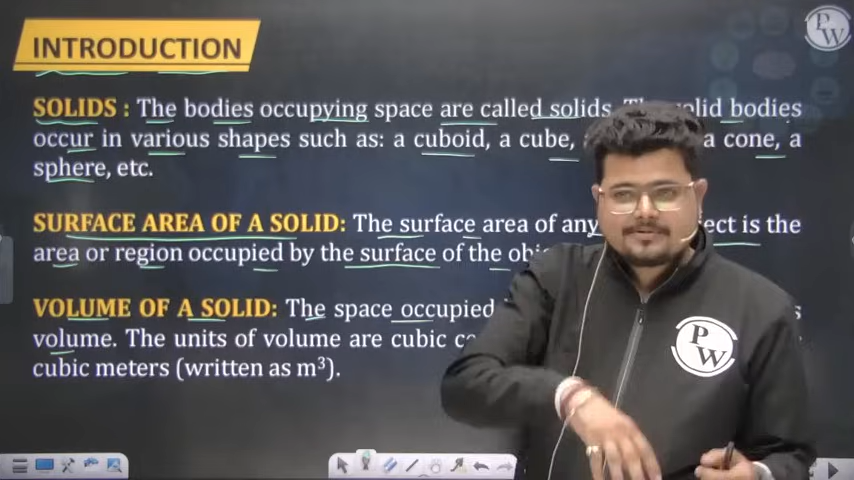 PW
INTRODUCTION
SOLIDS : The bodies occupying space are called solids. The solid bodies
occur in various shapes such as: a cuboid, a cube, a cone, a
sphere, etc.
SURFACE AREA OF A SOLID: The surface area of any is the
area or region occupied by the surface of the
VOLUME OF A SOLID: The space occupied
volume. The units of volume are cubic
cubic meters (written as m³).
PW